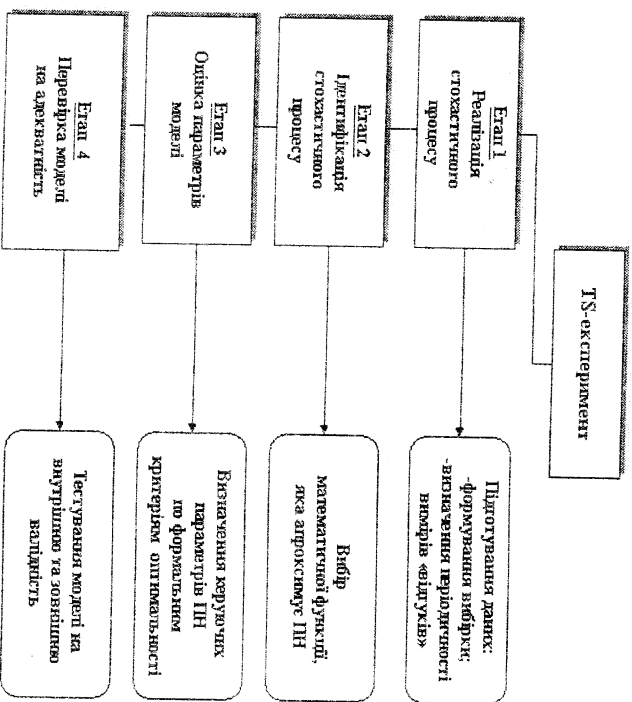 TS-експеримент
Етап 1
Реалізація
стохастичного
процесу
Підготування даних:
-формування вибірки;
-визначення періодичності
вимірів «відгуків»
Етап 2
Ідентифікація
стохастичного
процесу
Вибір
математичної функції,
яка апроксимує ПН
Етап 3
Оцінка параметрів
моделі
Визначення керуючих
параметрів ПН
по формальним
критеріям оптимальності
Етап 4
Перевірка моделі
на адекватність
Тестування моделі на
внутрішню та зовнішню
валідність